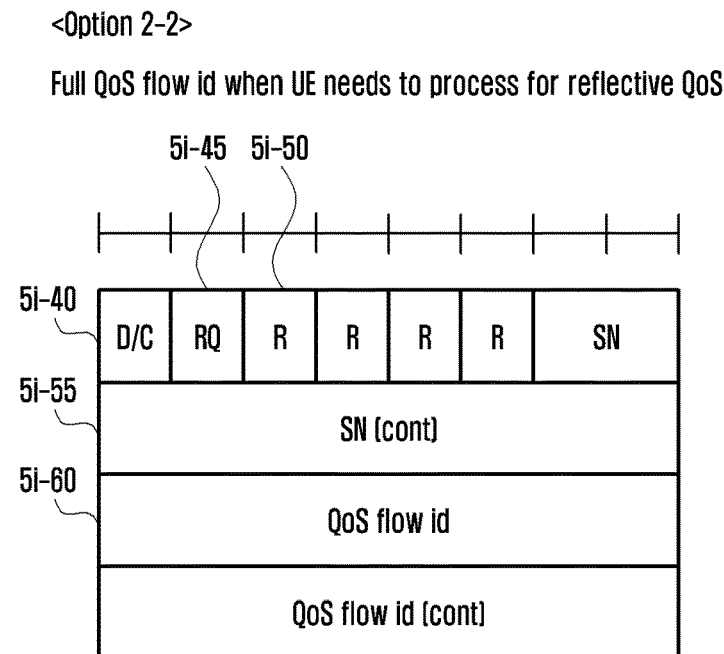 <Option 2-2>
Full QoS flow id when UE needs to process for reflective QoS
5i-45 5i-50
5i-40
D/C RQ R R R R SN
5i-55
SN (cont)
5i-60
QoS flow id
QoS flow id (cont)